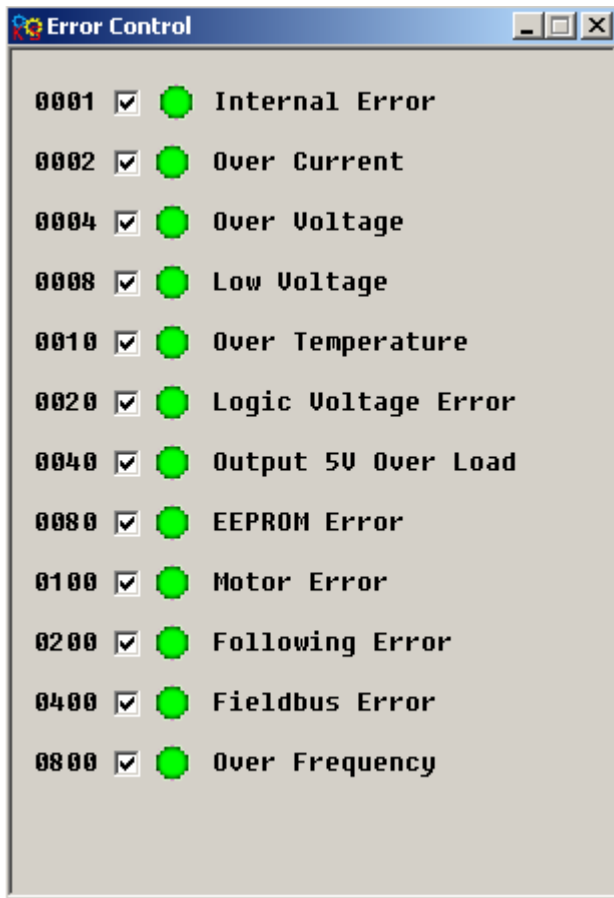 Error Control
0001 Internal Error
0002 Over Current
0004 Over Voltage
0008 Low Voltage
0010 Over Temperature
0020 Logic Voltage Error
0040 Output 5V Over Load
0080 EEPROM Error
0100 Motor Error
0200 Following Error
0400 Fieldbus Error
0800 Over Frequency